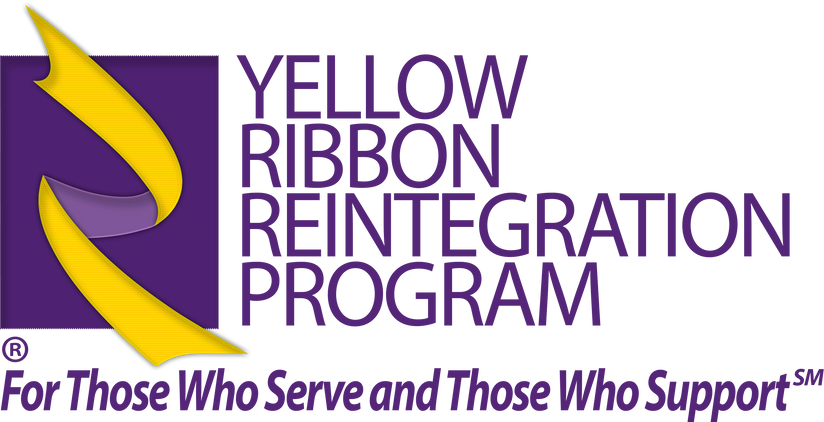 YELLOW
RIBBON
REINTEGRATION
PROGRAM
®
For Those Who Serve and Those Who Support℠